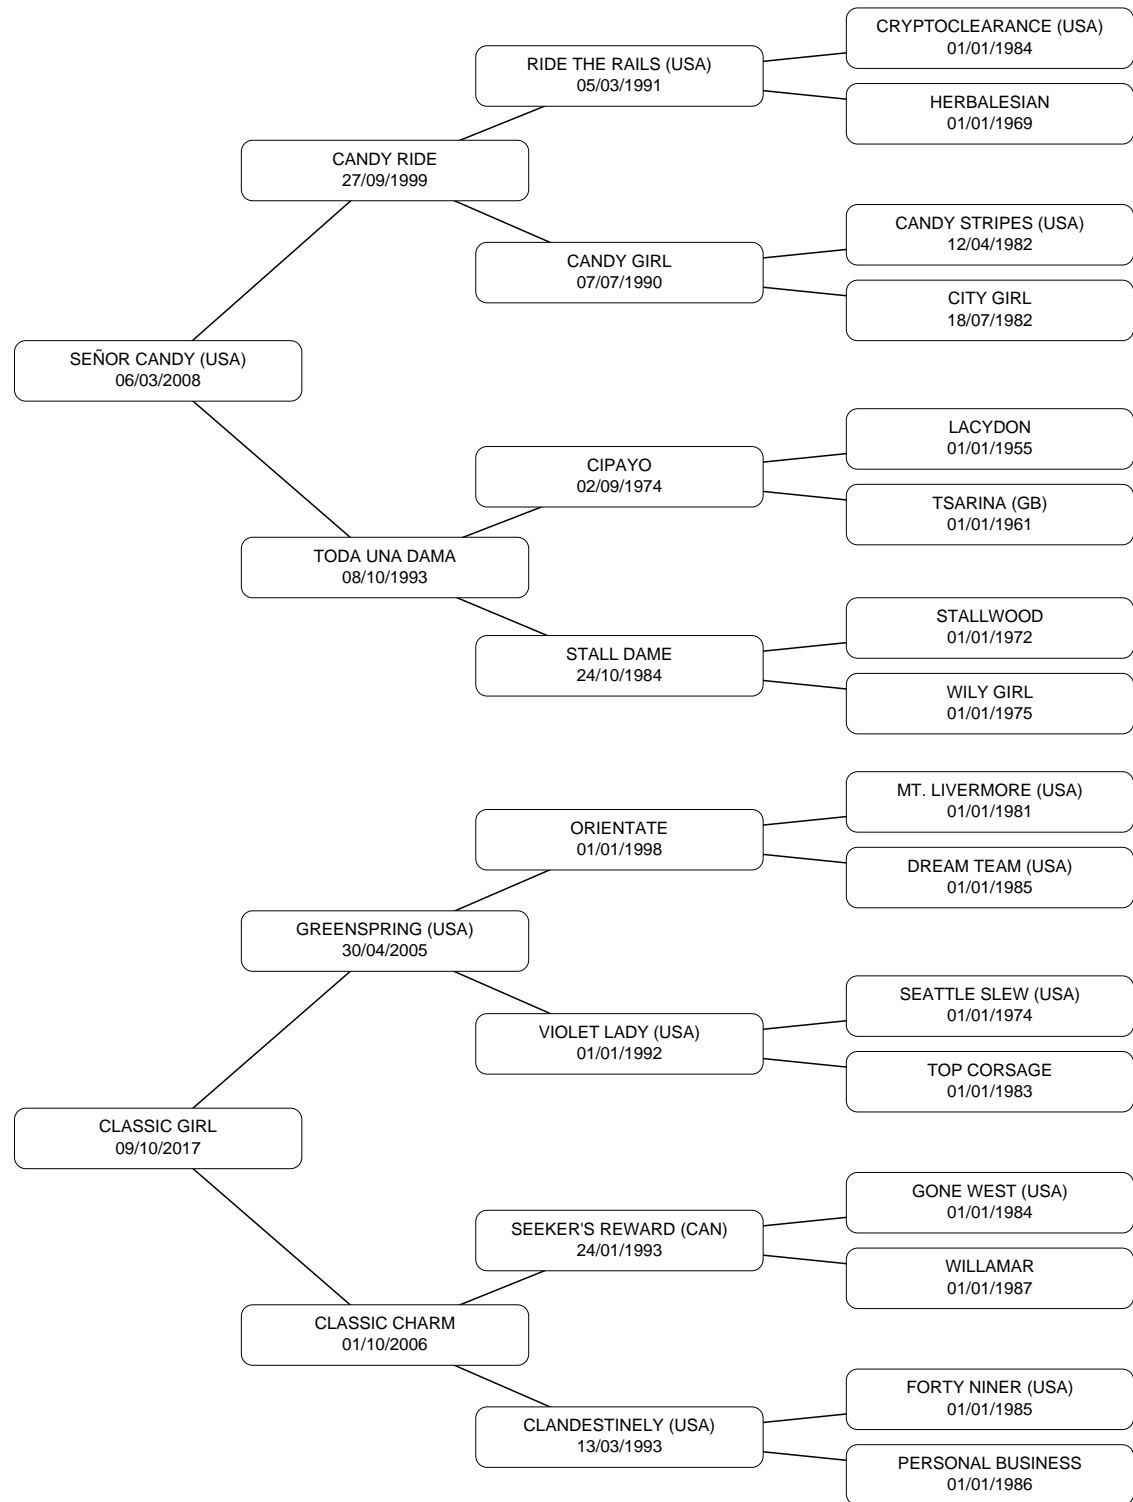 CRYPTOCLEARANCE (USA)
01/01/1984
RIDE THE RAILS (USA)
05/03/1991
HERBALESIAN
01/01/1969
CANDY RIDE
27/09/1999
CANDY STRIPES (USA)
12/04/1982
CANDY GIRL
07/07/1990
CITY GIRL
18/07/1982
SEÑOR CANDY (USA)
06/03/2008
LACYDON
01/01/1955
CIPAYO
02/09/1974
TSARINA (GB)
01/01/1961
TODA UNA DAMA
08/10/1993
STALLWOOD
01/01/1972
STALL DAME
24/10/1984
WILY GIRL
01/01/1975
MT. LIVERMORE (USA)
01/01/1981
ORIENTATE
01/01/1998
DREAM TEAM (USA)
01/01/1985
GREENSPRING (USA)
30/04/2005
SEATTLE SLEW (USA)
01/01/1974
VIOLET LADY (USA)
01/01/1992
TOP CORSAGE
01/01/1983
CLASSIC GIRL
09/10/2017
GONE WEST (USA)
01/01/1984
SEEKER'S REWARD (CAN)
24/01/1993
WILLAMAR
01/01/1987
CLASSIC CHARM
01/10/2006
FORTY NINER (USA)
01/01/1985
CLANDESTINELY (USA)
13/03/1993
PERSONAL BUSINESS
01/01/1986